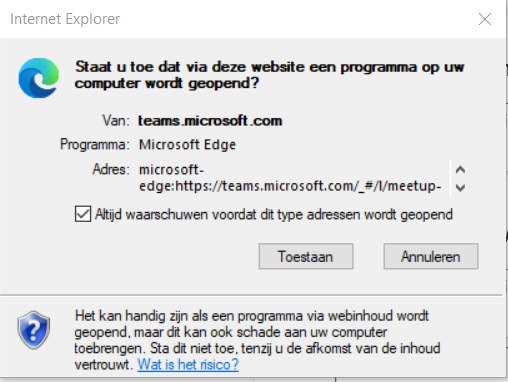 Internet Explorer
Staat u toe dat via deze website een programma op uw
computer wordt geopend?
Van: teams.microsoft.com
Programma: Microsoft Edge
Adres: microsoft-
edge:https://teams.microsoft.com/_#/l/meetup-
Altijd waarschuwen voordat dit type adressen wordt geopend
Toestaan Annuleren
Het kan handig zijn als een programma via webinhoud wordt
geopend, maar dit kan ook schade aan uw computer
toebrengen. Sta dit niet toe, tenzij u de afkomst van de inhoud
vertrouwt. Wat is het risico?